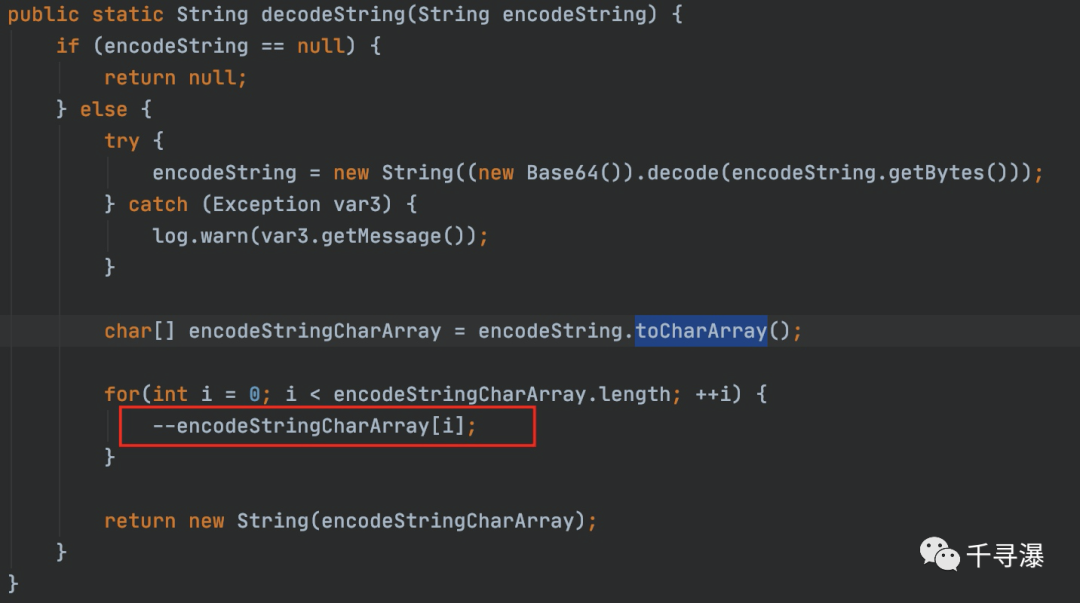 public static String decodeString(String encodeString) {
    if (encodeString == null) {
        return null;
    } else {
        try {
            encodeString = new String((new Base64()).decode(encodeString.getBytes()));
        } catch (Exception var3) {
            log.warn(var3.getMessage());
        }

        char[] encodeStringCharArray = encodeString.toCharArray();

        for(int i = 0; i < encodeStringCharArray.length; ++i) {
            --encodeStringCharArray[i];
        }

        return new String(encodeStringCharArray);
    }
}
千寻瀑